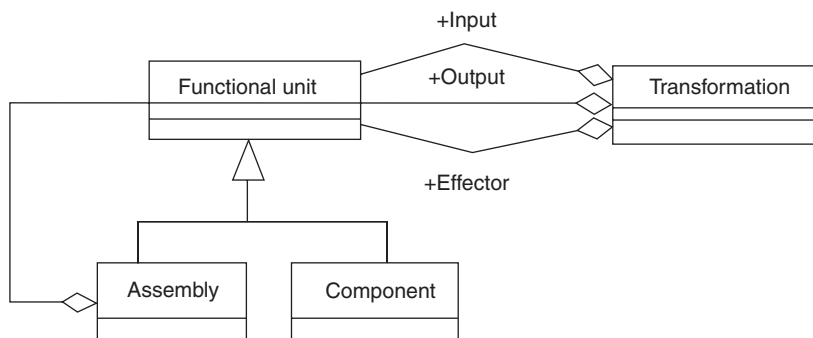 +Input
Functional unit
+Output
Transformation
+Effector
Assembly
Component